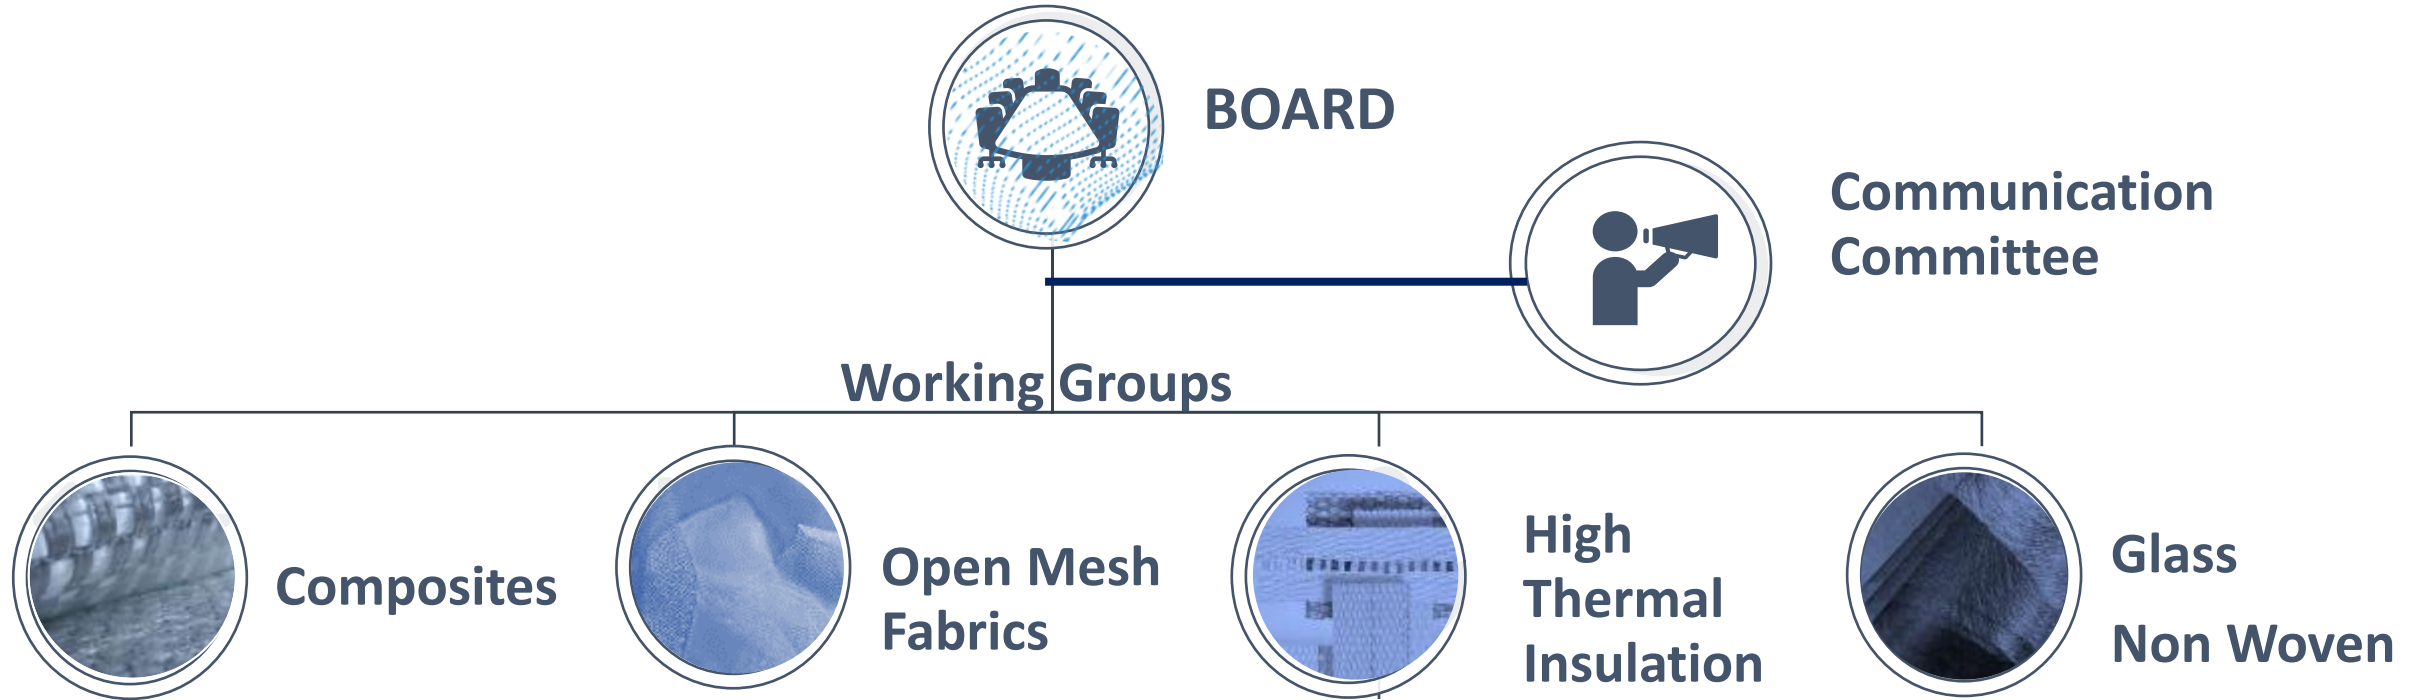 BOARD
Communication
Committee
Working Groups
Composites
Open Mesh
Fabrics
High
Thermal
Insulation
Glass
Non Woven